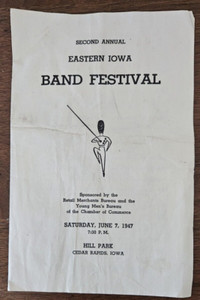 SECOND ANNUAL
EASTERN IOWA
BAND FESTIVAL
Sponsored by the
Retail Merchants Bureau and the
Young Men's Bureau
of the Chamber of Commerce
SATURDAY, JUNE 7, 1947
7:00 P. M.
HILL PARK
CEDAR RAPIDS, IOWA